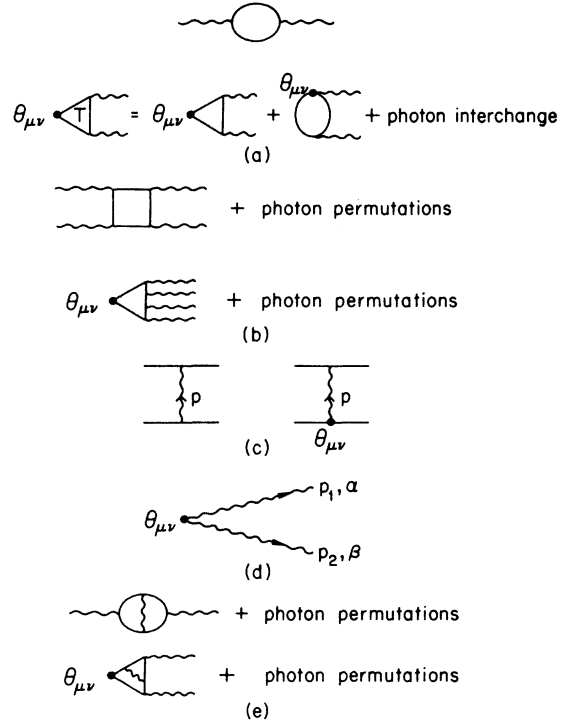 θμν T = θμν + θμν + photon interchange
(a)
+ photon permutations
θμν + photon permutations
(b)
p p
θμν
(c)
p1, α
θμν
p2, β
(d)
+ photon permutations
θμν + photon permutations
(e)